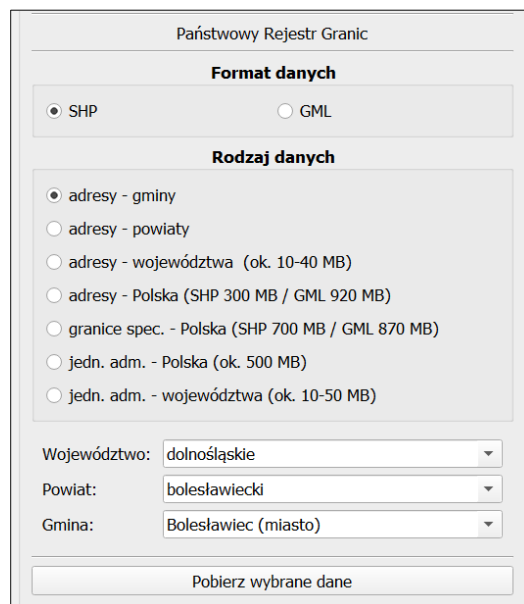 Państwowy Rejestr Granic
Format danych
SHP GML
Rodzaj danych
adresy - gminy
adresy - powiaty
adresy - województwa (ok. 10-40 MB)
adresy - Polska (SHP 300 MB / GML 920 MB)
granice spec. - Polska (SHP 700 MB / GML 870 MB)
jedn. adm. - Polska (ok. 500 MB)
jedn. adm. - województwa (ok. 10-50 MB)
Województwo: dolnośląskie
Powiat: bolesławiecki
Gmina: Bolesławiec (miasto)
Pobierz wybrane dane